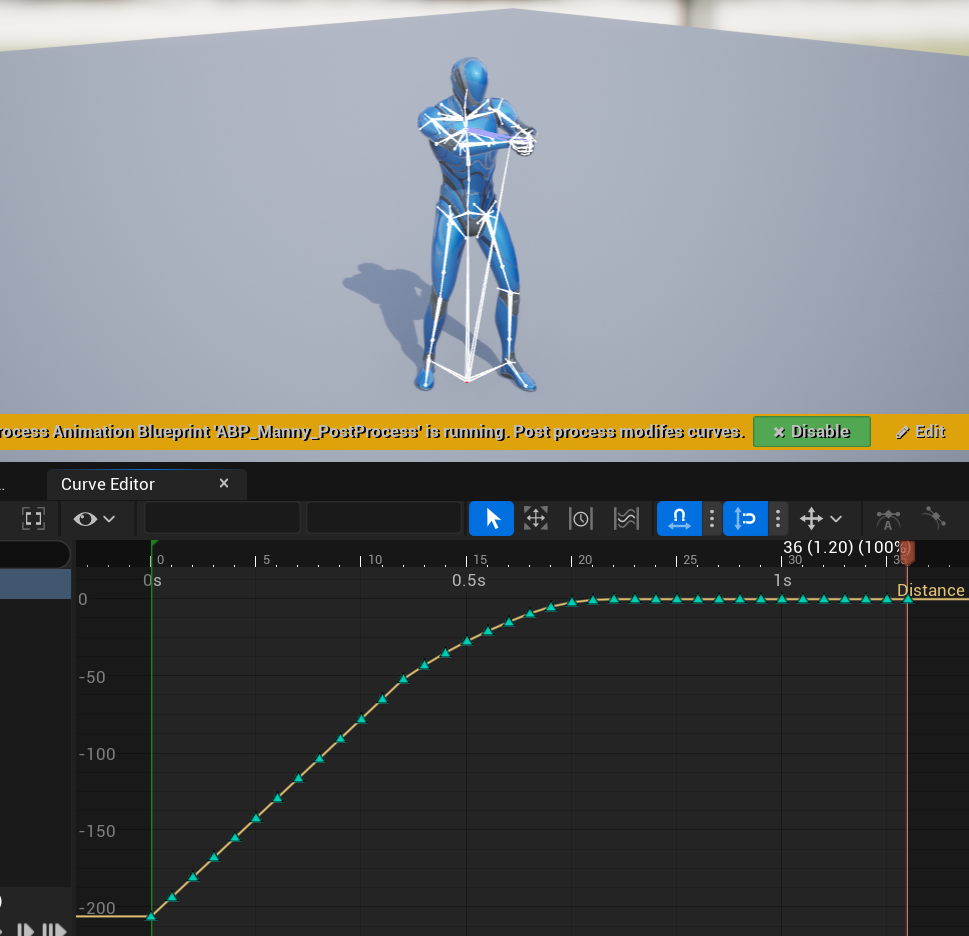 rocess Animation Blueprint 'ABP_Manny_PostProcess' is running. Post process modifes curves.
Disable
Edit
Curve Editor
36 (1.20) (100%)
0 5 10 15 20 25 30 35
0s 0.5s 1s
Distance
0
-50
-100
-150
-200